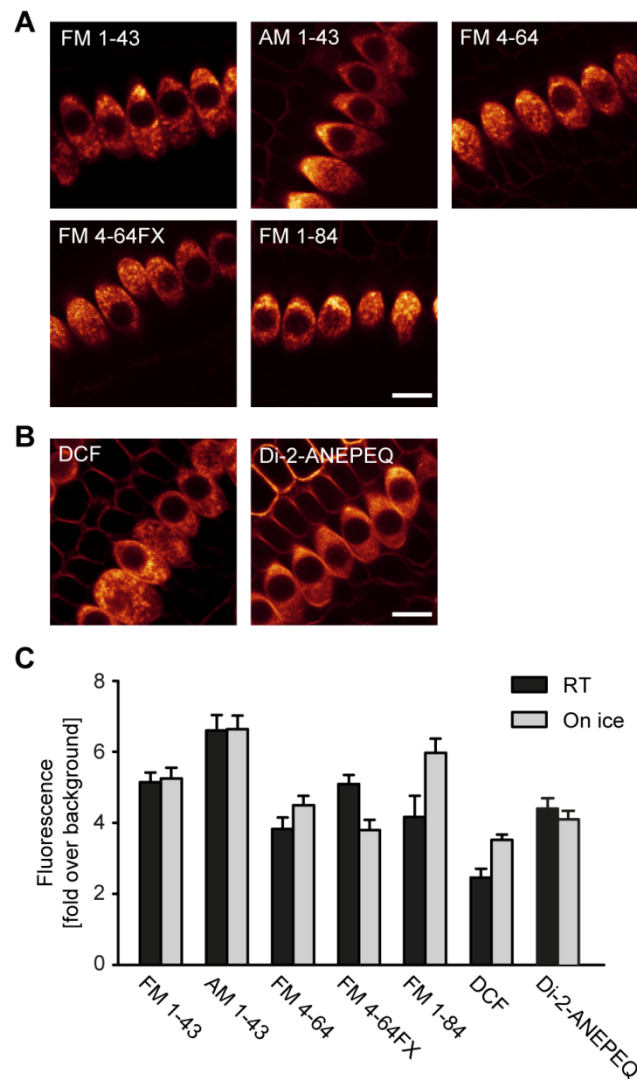 A
FM 1-43
AM 1-43
FM 4-64
FM 4-64FX
FM 1-84
B
DCF
Di-2-ANEPEQ
C
Fluorescence
[fold over background]
8
6
4
2
0
RT
On ice
FM 1-43
AM 1-43
FM 4-64
FM 4-64FX
FM 1-84
DCF
Di-2-ANEPEQ